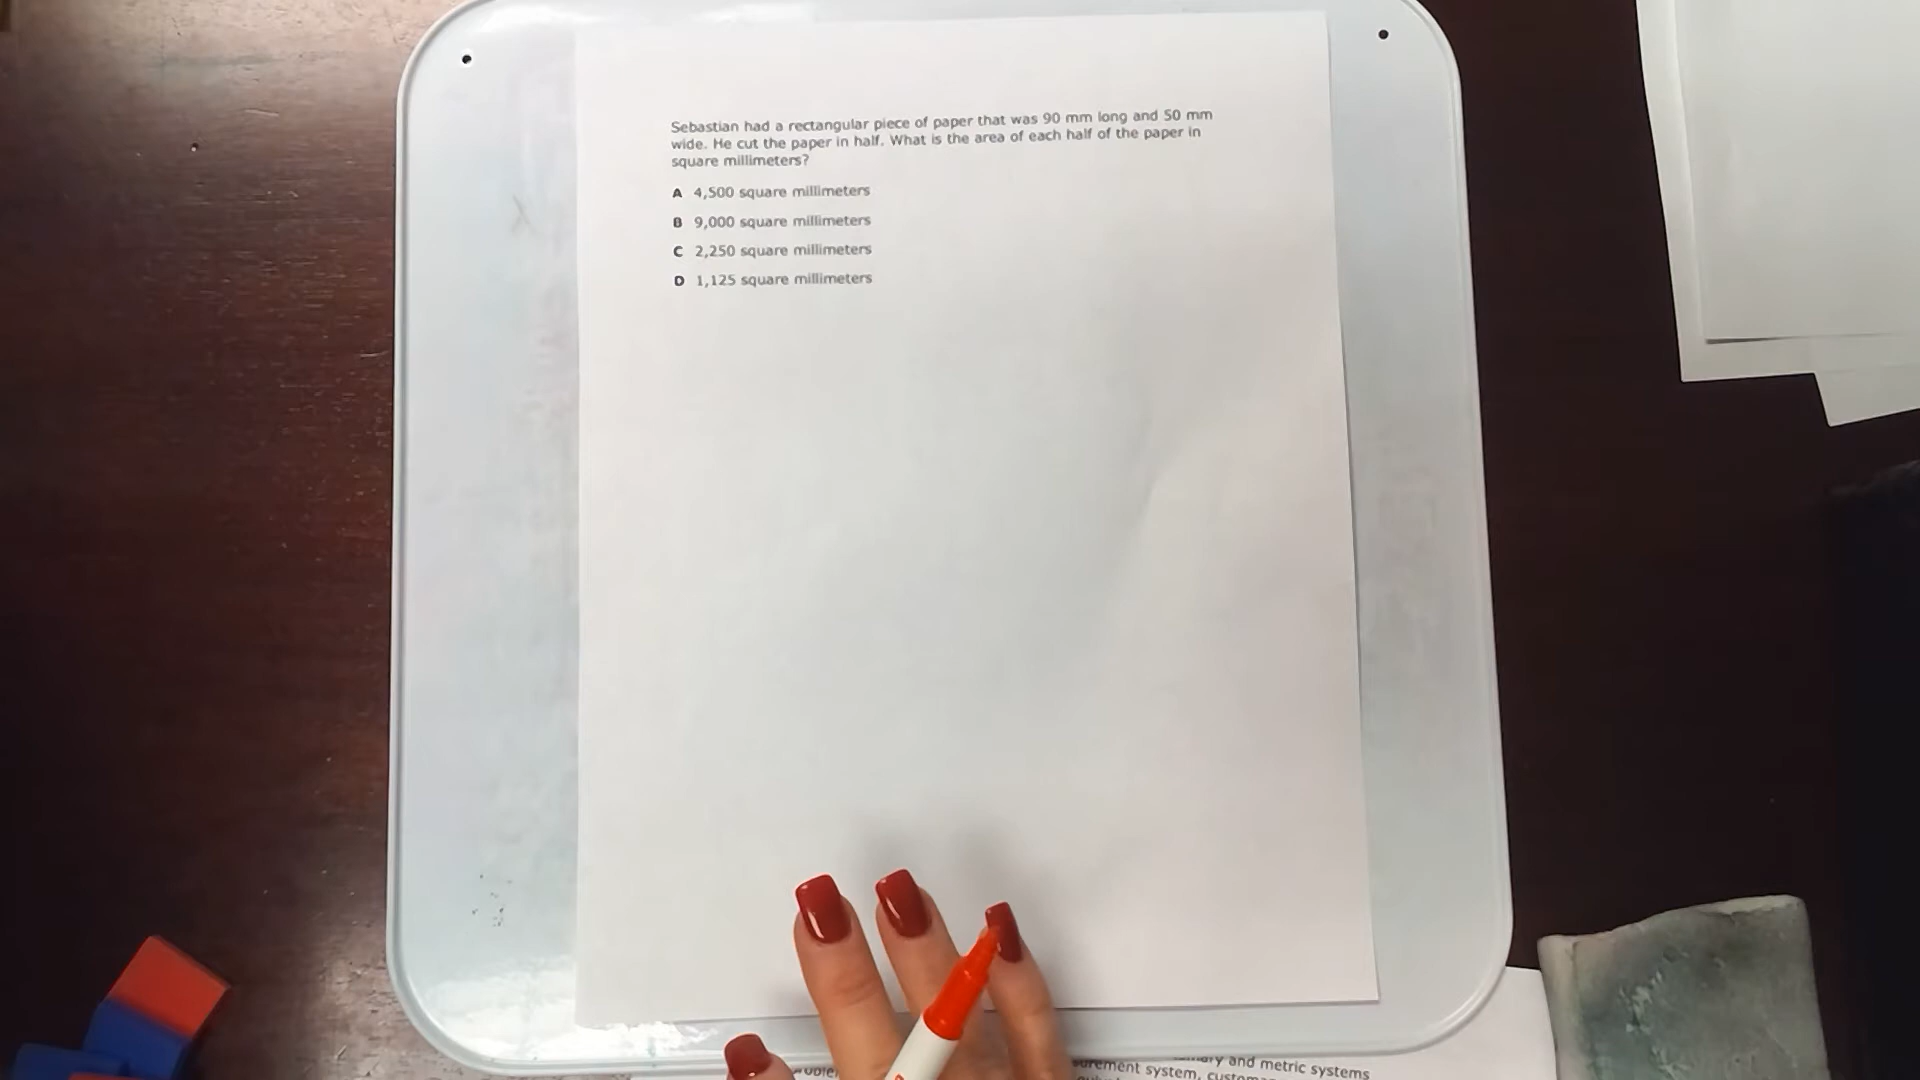 Sebastian had a rectangular piece of paper that was 90 mm long and 50 mm
wide. He cut the paper in half. What is the area of each half of the paper in
square millimeters?
A 4,500 square millimeters
B 9,000 square millimeters
C 2,250 square millimeters
D 1,125 square millimeters
and metric systems
system,